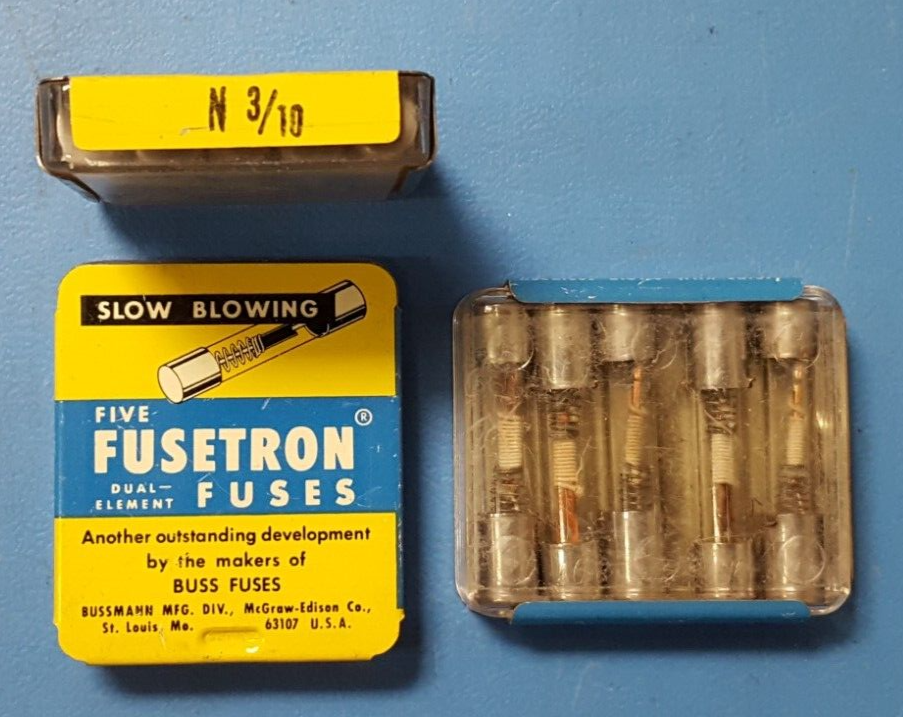 N 3/10
SLOW BLOWING
FIVE
FUSETRON®
DUAL-
ELEMENT FUSES
Another outstanding development
by the makers of
BUSS FUSES
BUSSMANN MFG. DIV., McGraw-Edison Co.,
St. Louis, Mo. 63107 U.S.A.